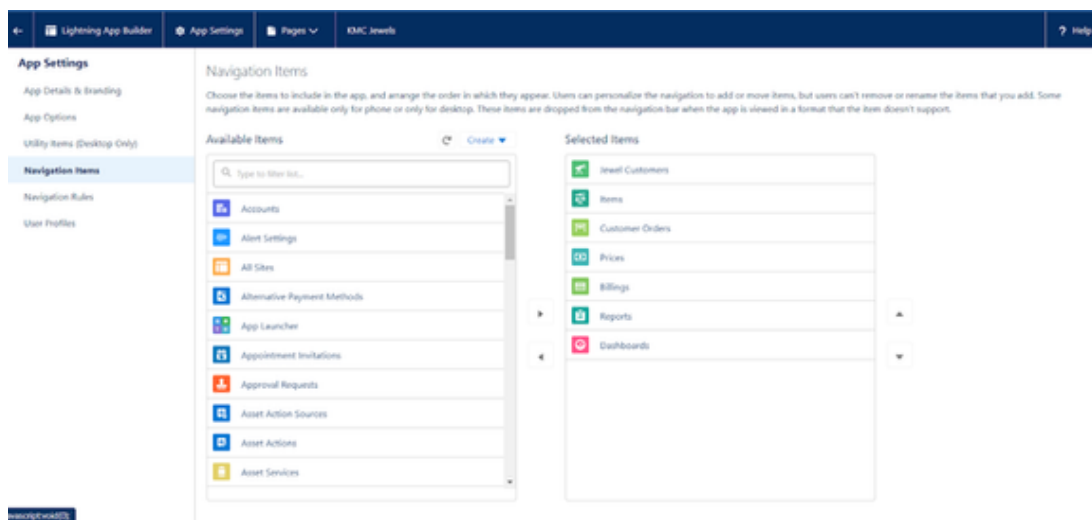 Lightning App Builder
App Settings
Pages
KMC Jewels
? Help
App Settings
App Details & Branding
App Options
Utility Items (Desktop Only)
Navigation Items
Navigation Rules
User Profiles
Navigation Items
Choose the items to include in the app, and arrange the order in which they appear. Users can personalize the navigation to add or move items, but users can't remove or rename the items that you add. Some
navigation items are available only for phone or only for desktop. These items are dropped from the navigation bar when the app is viewed in a format that the item doesn't support.
Available Items
Create
Type to filter list...
Accounts
Alert Settings
All Sites
Alternative Payment Methods
App Launcher
Appointment Invitations
Approval Requests
Asset Action Sources
Asset Actions
Asset Services
Selected Items
Jewel Customers
Items
Customer Orders
Prices
Billings
Reports
Dashboards